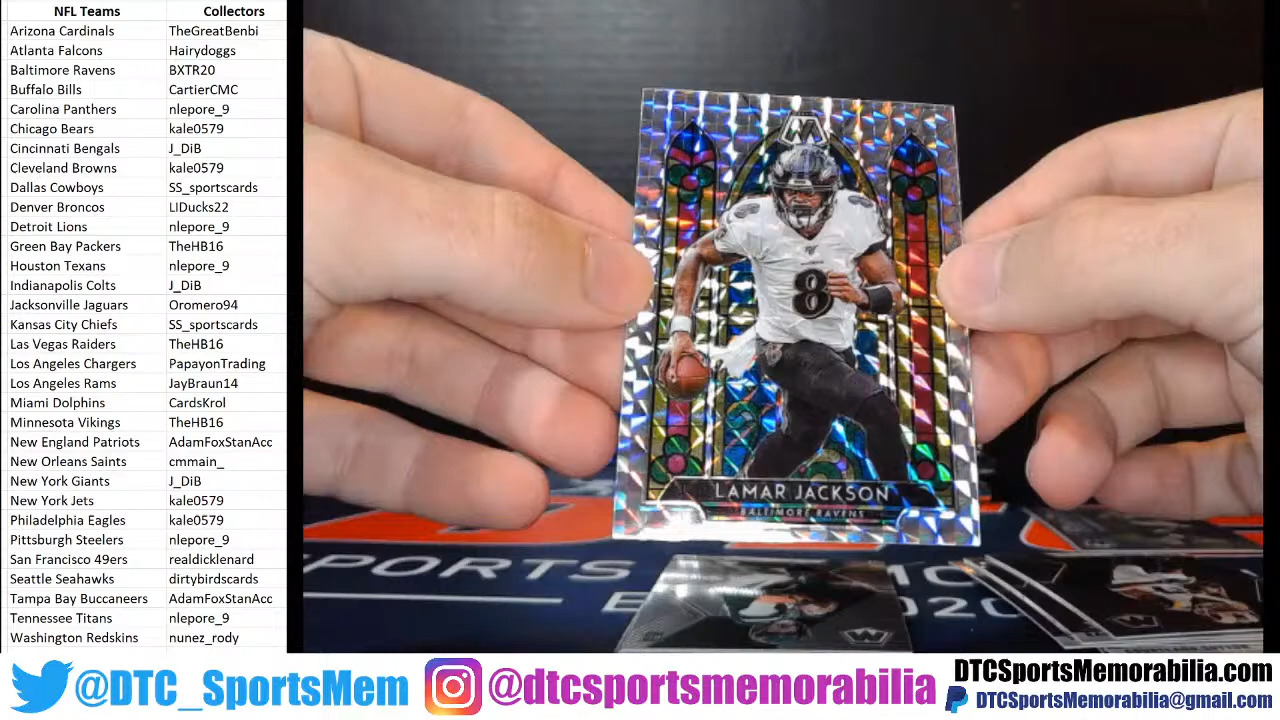 NFL Teams Collectors
Arizona Cardinals TheGreatBenbi
Atlanta Falcons Hairydoggs
Baltimore Ravens BXTR20
Buffalo Bills CartierCMC
Carolina Panthers nlepore_9
Chicago Bears kale0579
Cincinnati Bengals J_DiB
Cleveland Browns kale0579
Dallas Cowboys SS_sportscards
Denver Broncos LIDucks22
Detroit Lions nlepore_9
Green Bay Packers TheHB16
Houston Texans nlepore_9
Indianapolis Colts J_DiB
Jacksonville Jaguars Oromero94
Kansas City Chiefs SS_sportscards
Las Vegas Raiders TheHB16
Los Angeles Chargers PapayonTrading
Los Angeles Rams JayBraun14
Miami Dolphins CardsKrol
Minnesota Vikings TheHB16
New England Patriots AdamFoxStanAcc
New Orleans Saints cmmain_
New York Giants J_DiB
New York Jets kale0579
Philadelphia Eagles kale0579
Pittsburgh Steelers nlepore_9
San Francisco 49ers realdicklenard
Seattle Seahawks dirtybirdscards
Tampa Bay Buccaneers AdamFoxStanAcc
Tennessee Titans nlepore_9
Washington Redskins nunez_rody
8
8
LAMAR JACKSON
BALTIMORE RAVENS
PORTS
@DTC_SportsMem
@dtcsportsmemorabilia
DTCSportsMemorabilia.com
DTCSportsMemorabilia@gmail.com